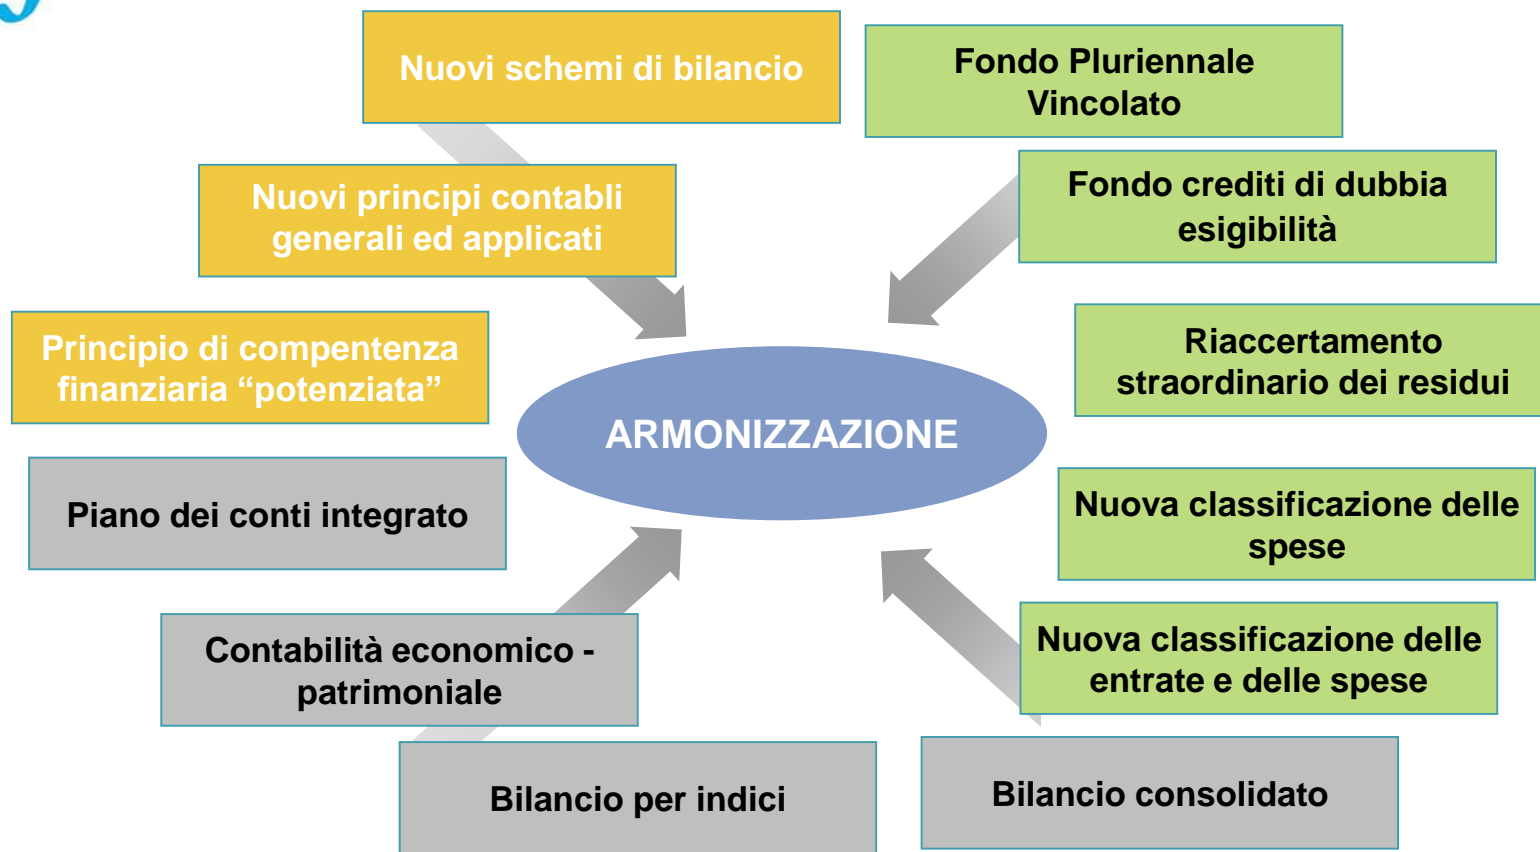 Nuovi schemi di bilancio
Fondo Pluriennale
Vincolato
Nuovi principi contabli
generali ed applicati
Fondo crediti di dubbia
esigibilità
Principio di compentenza
finanziaria “potenziata”
Riaccertamento
straordinario dei residui
ARMONIZZAZIONE
Piano dei conti integrato
Nuova classificazione delle
spese
Contabilità economico -
patrimoniale
Nuova classificazione delle
entrate e delle spese
Bilancio per indici
Bilancio consolidato